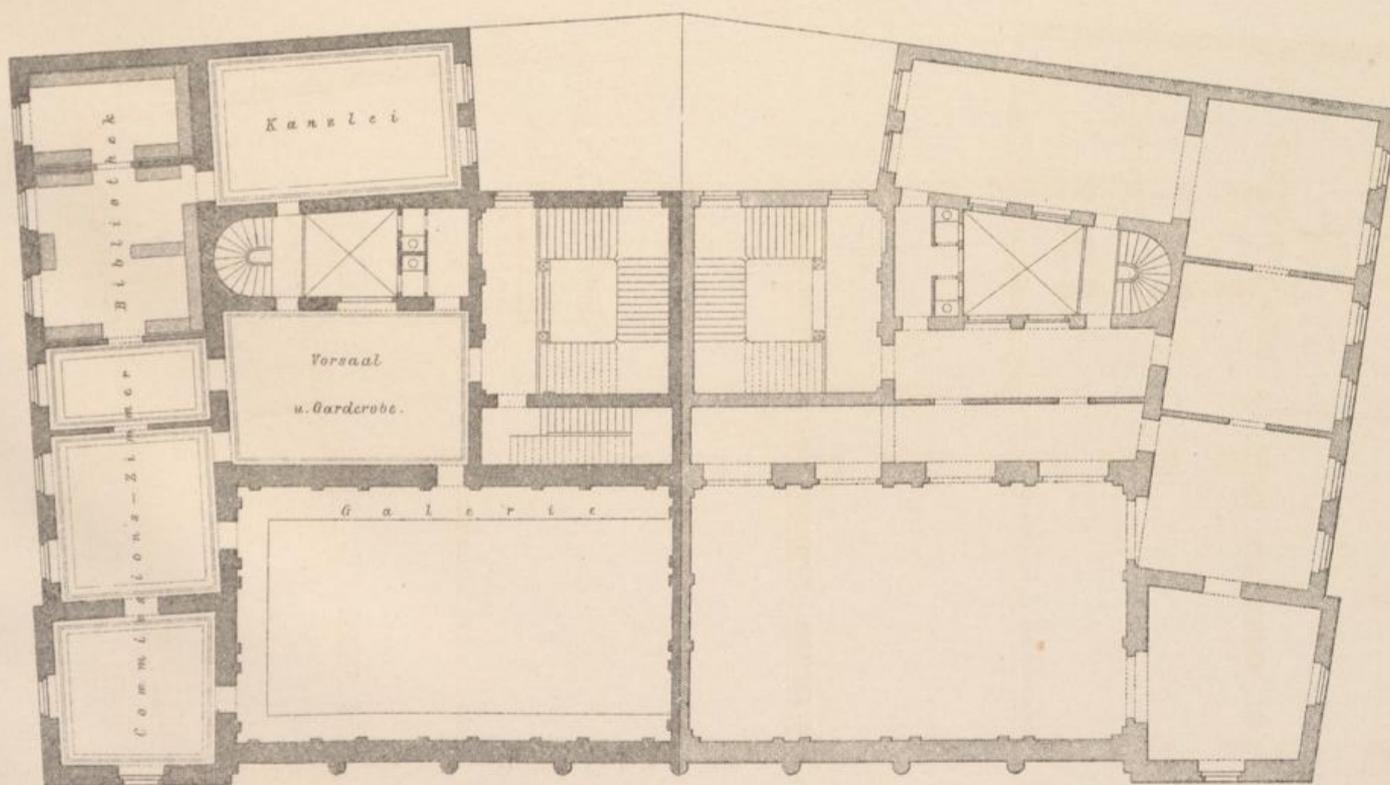 Kanzlei
Bibliothek
Vorsaal
u. Garderobe.
Commissions-Zimmer
Galerie